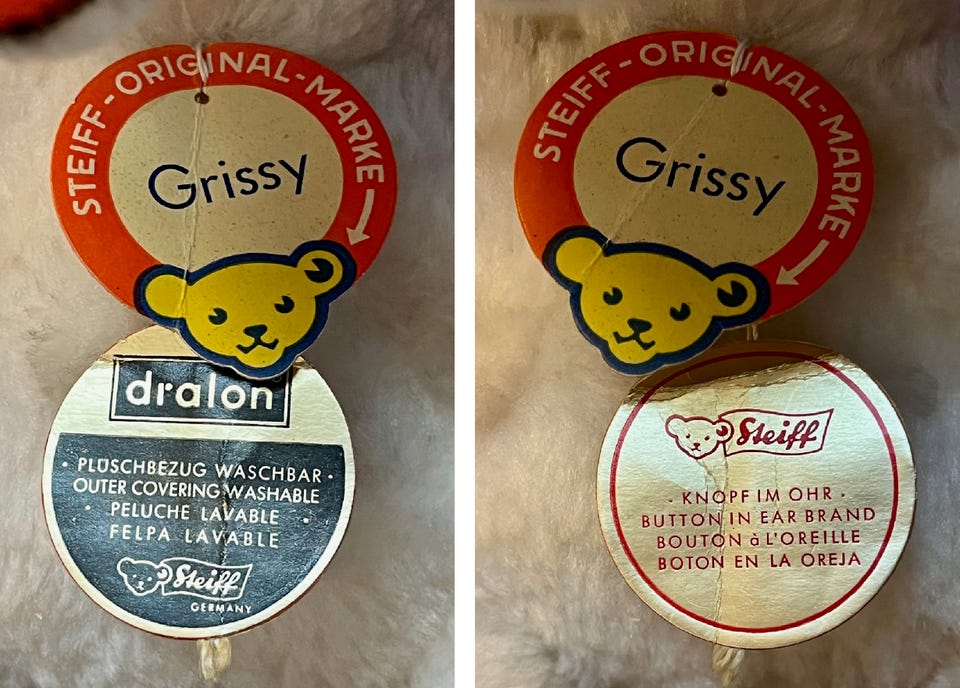 STEIFF-ORIGINAL-MARKE
Grissy
dralon
· PLÜSCHBEZUG WASCHBAR ·
OUTER COVERING WASHABLE
· PELUCHE LAVABLE ·
FELPA LAVABLE
Steiff
GERMANY
STEIFF-ORIGINAL-MARKE
Grissy
Steiff
· KNOPF IM OHR ·
BUTTON IN EAR BRAND
BOUTON à L'OREILLE
BOTON EN LA OREJA